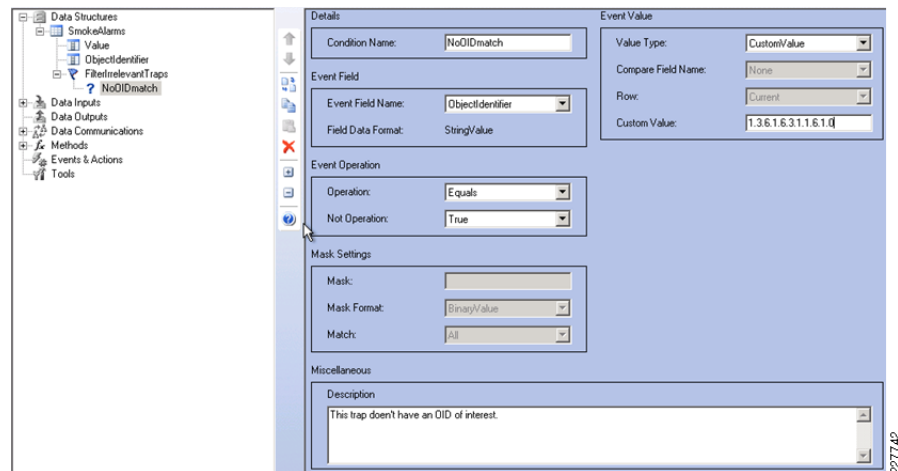 Data Structures
SmokeAlarms
Value
ObjectIdentifier
FilterIrrelevantTraps
NoOIDmatch
Data Inputs
Data Outputs
Data Communications
Methods
Events & Actions
Tools
Details
Condition Name: NoOIDmatch
Event Field
Event Field Name: ObjectIdentifier
Field Data Format: StringValue
Event Operation
Operation: Equals
Not Operation: True
Mask Settings
Mask:
Mask Format: BinaryValue
Match: All
Miscellaneous
Description
This trap doen't have an OID of interest.
Event Value
Value Type: CustomValue
Compare Field Name: None
Row: Current
Custom Value: 1.3.6.1.6.3.1.1.6.1.0
227742